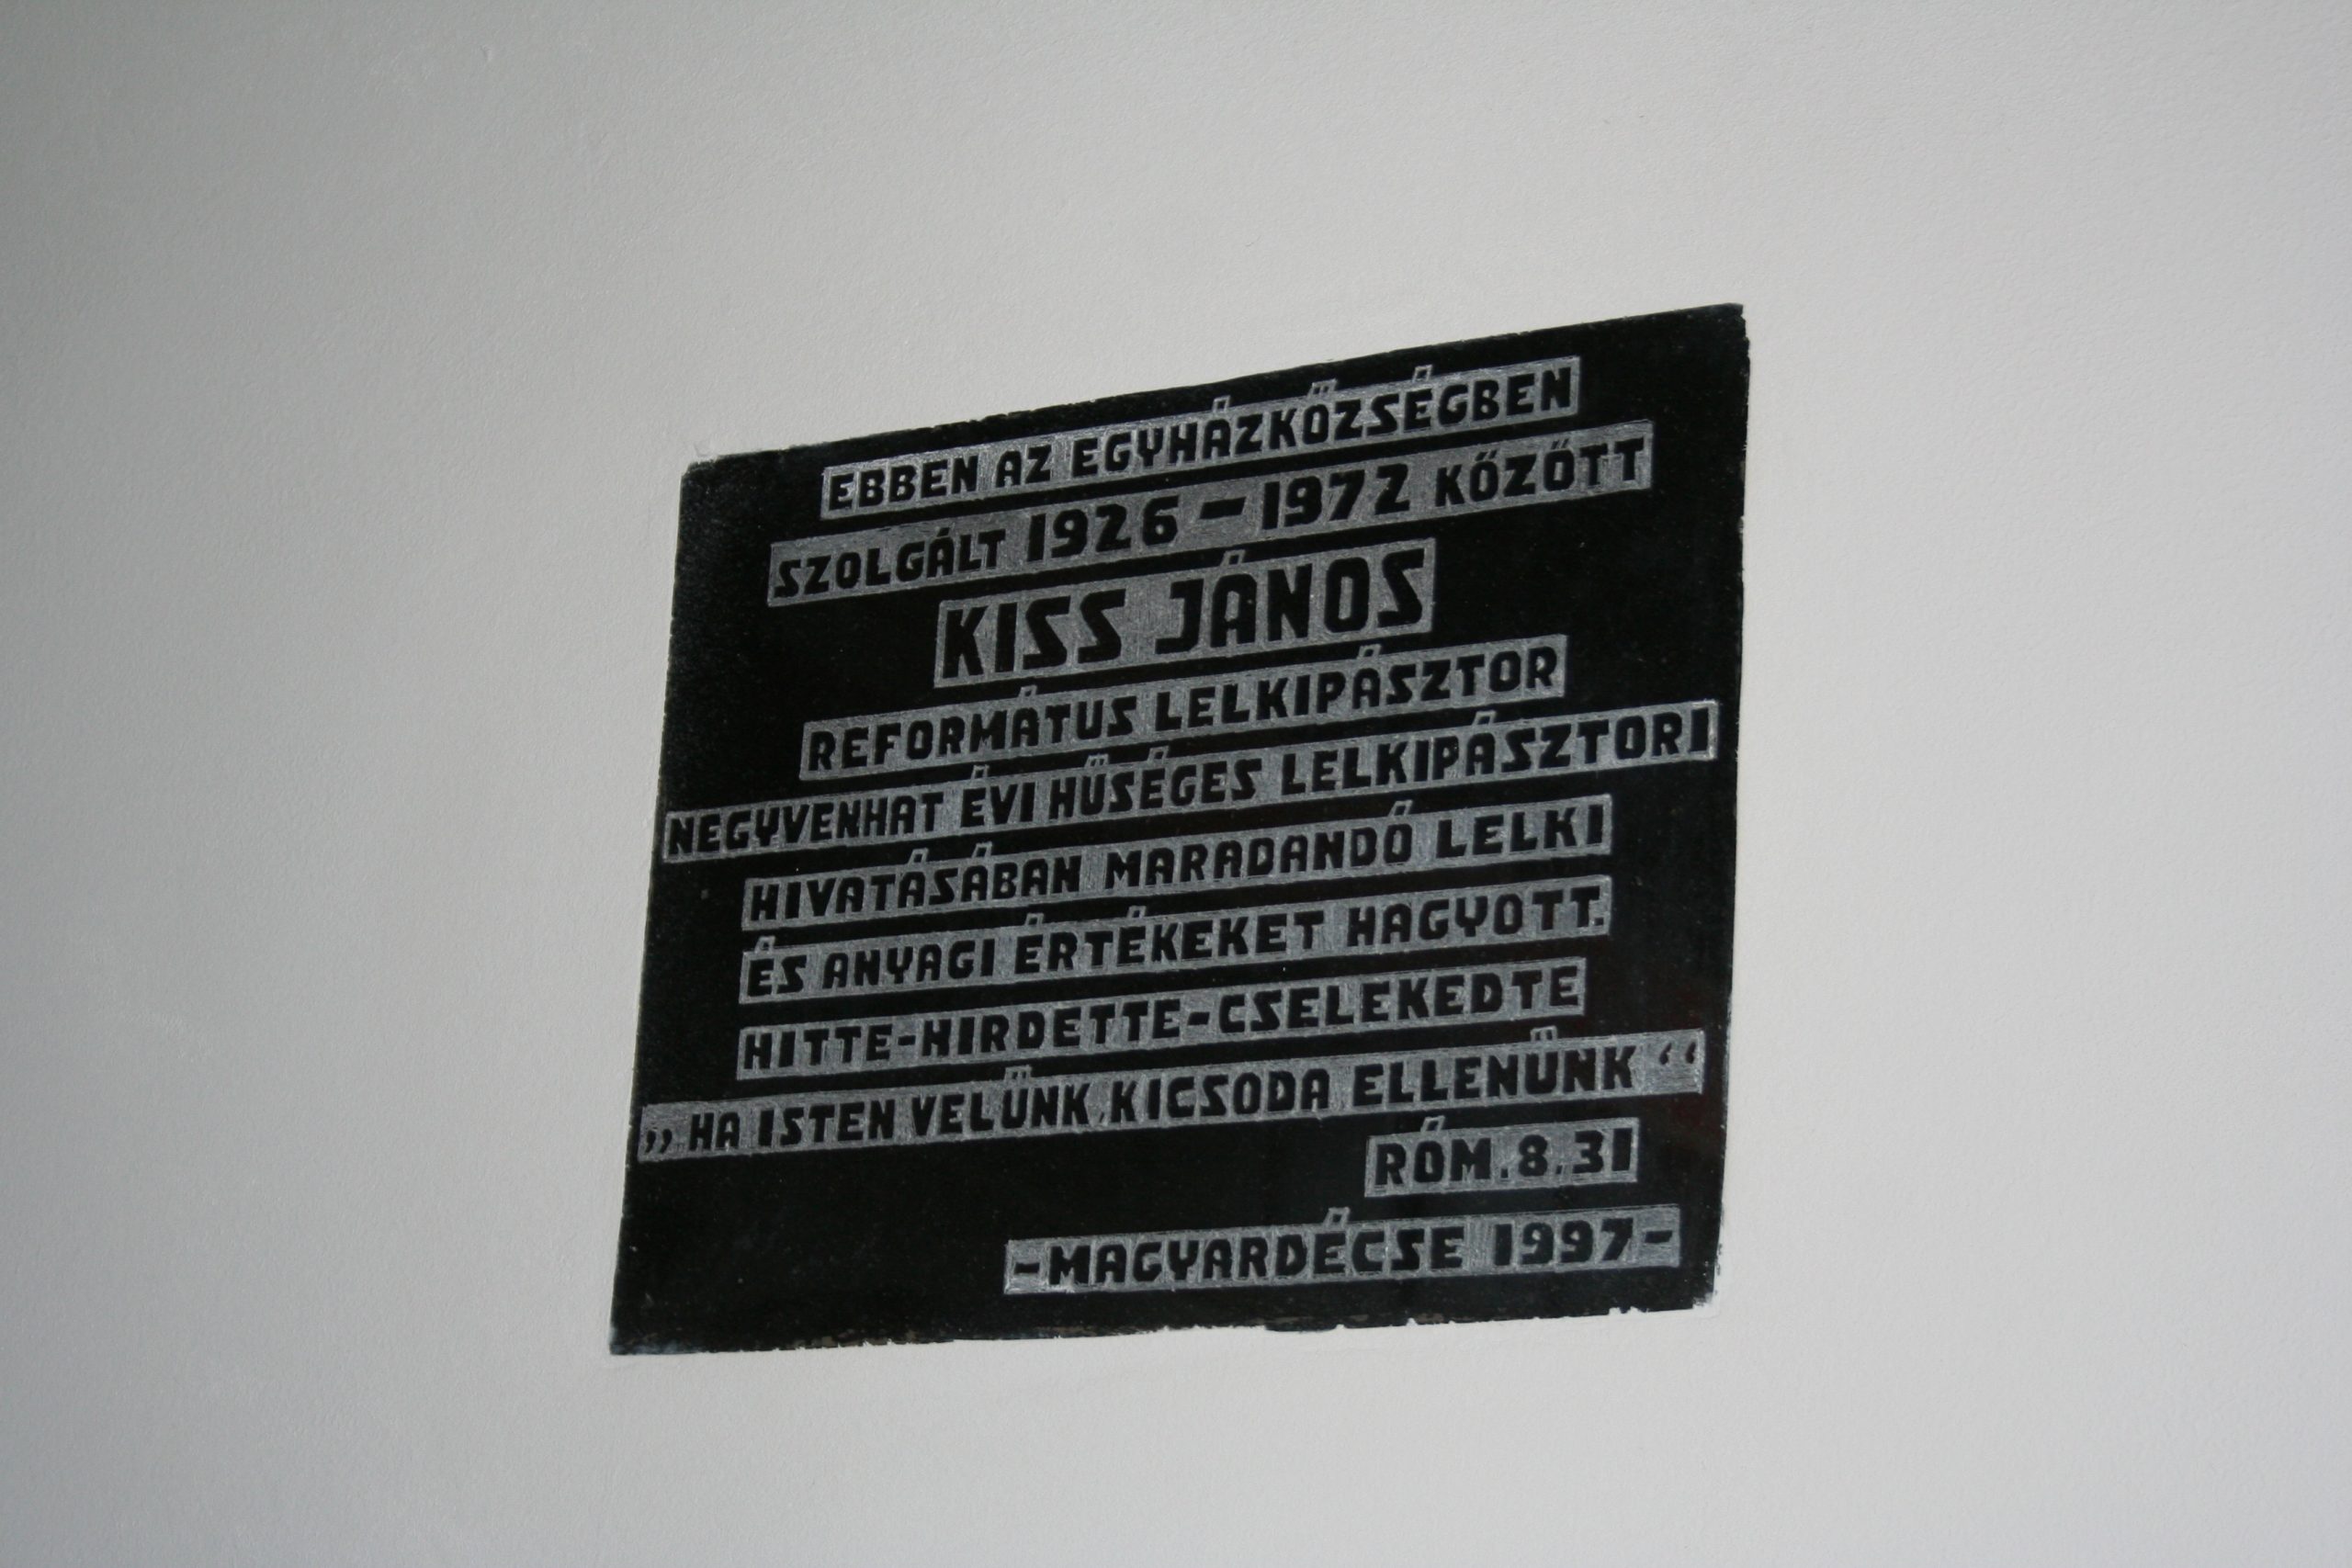 EBBEN AZ EGYHÁZKÖZSÉGBEN
SZOLGÁLT 1926 - 1972 KŐZŐTT
KISS JÁNOS
REFORMÁTUS LELKIPÁSZTOR
NEGYVENHAT ÉVI HŰSÉGES LELKIPÁSZTORI
HIVATÁSÁBAN MARADANDÓ LELKI
ÉS ANYAGI ÉRTÉKEKET HAGYOTT.
HITTE-HIRDETTE-CSELEKEDTE
„HA ISTEN VELÜNK, KICSODA ELLENÜNK“
RÓM.8.31
-MAGYARDÉCSE 1997-